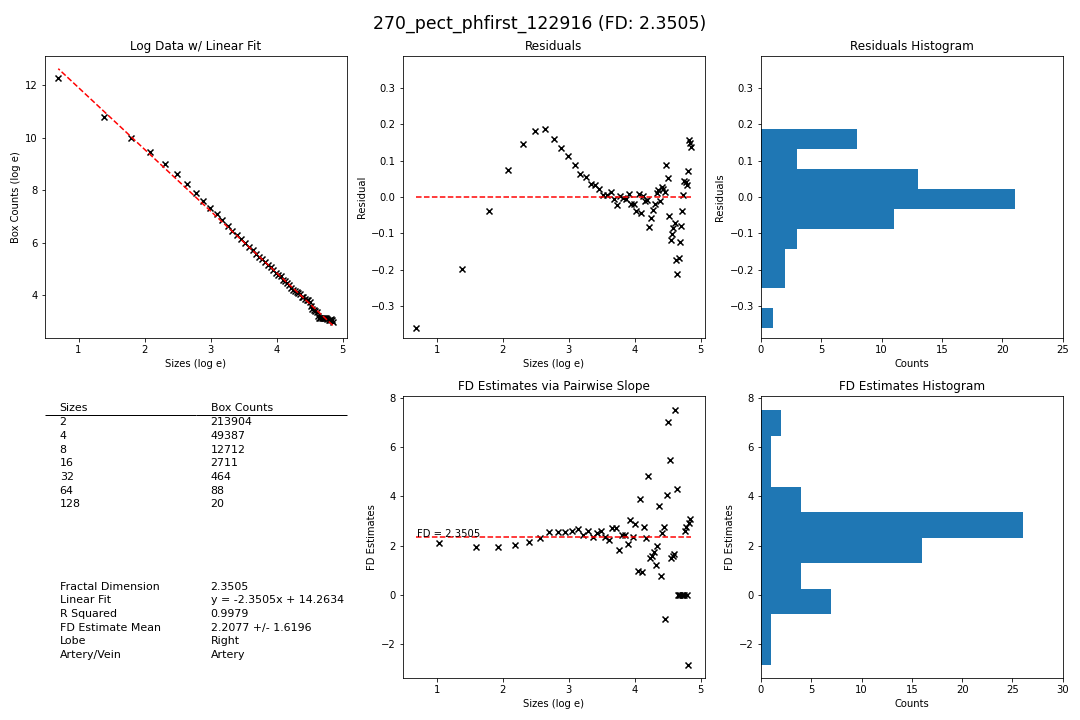 270_pect_phfirst_122916 (FD: 2.3505)
Log Data w/ Linear Fit
Box Counts (log e)
12
10
8
6
4
1 2 3 4 5
Sizes (log e)
Residuals
Residual
0.3
0.2
0.1
0.0
−0.1
−0.2
−0.3
1 2 3 4 5
Sizes (log e)
Residuals Histogram
Residuals
0.3
0.2
0.1
0.0
−0.1
−0.2
−0.3
0 5 10 15 20 25
Counts
Sizes Box Counts
2 213904
4 49387
8 12712
16 2711
32 464
64 88
128 20
Fractal Dimension 2.3505
Linear Fit y = -2.3505x + 14.2634
R Squared 0.9979
FD Estimate Mean 2.2077 +/- 1.6196
Lobe Right
Artery/Vein Artery
FD Estimates via Pairwise Slope
FD Estimates
8
6
4
2
0
−2
FD = 2.3505
1 2 3 4 5
Sizes (log e)
FD Estimates Histogram
FD Estimates
8
6
4
2
0
−2
0 5 10 15 20 25 30
Counts